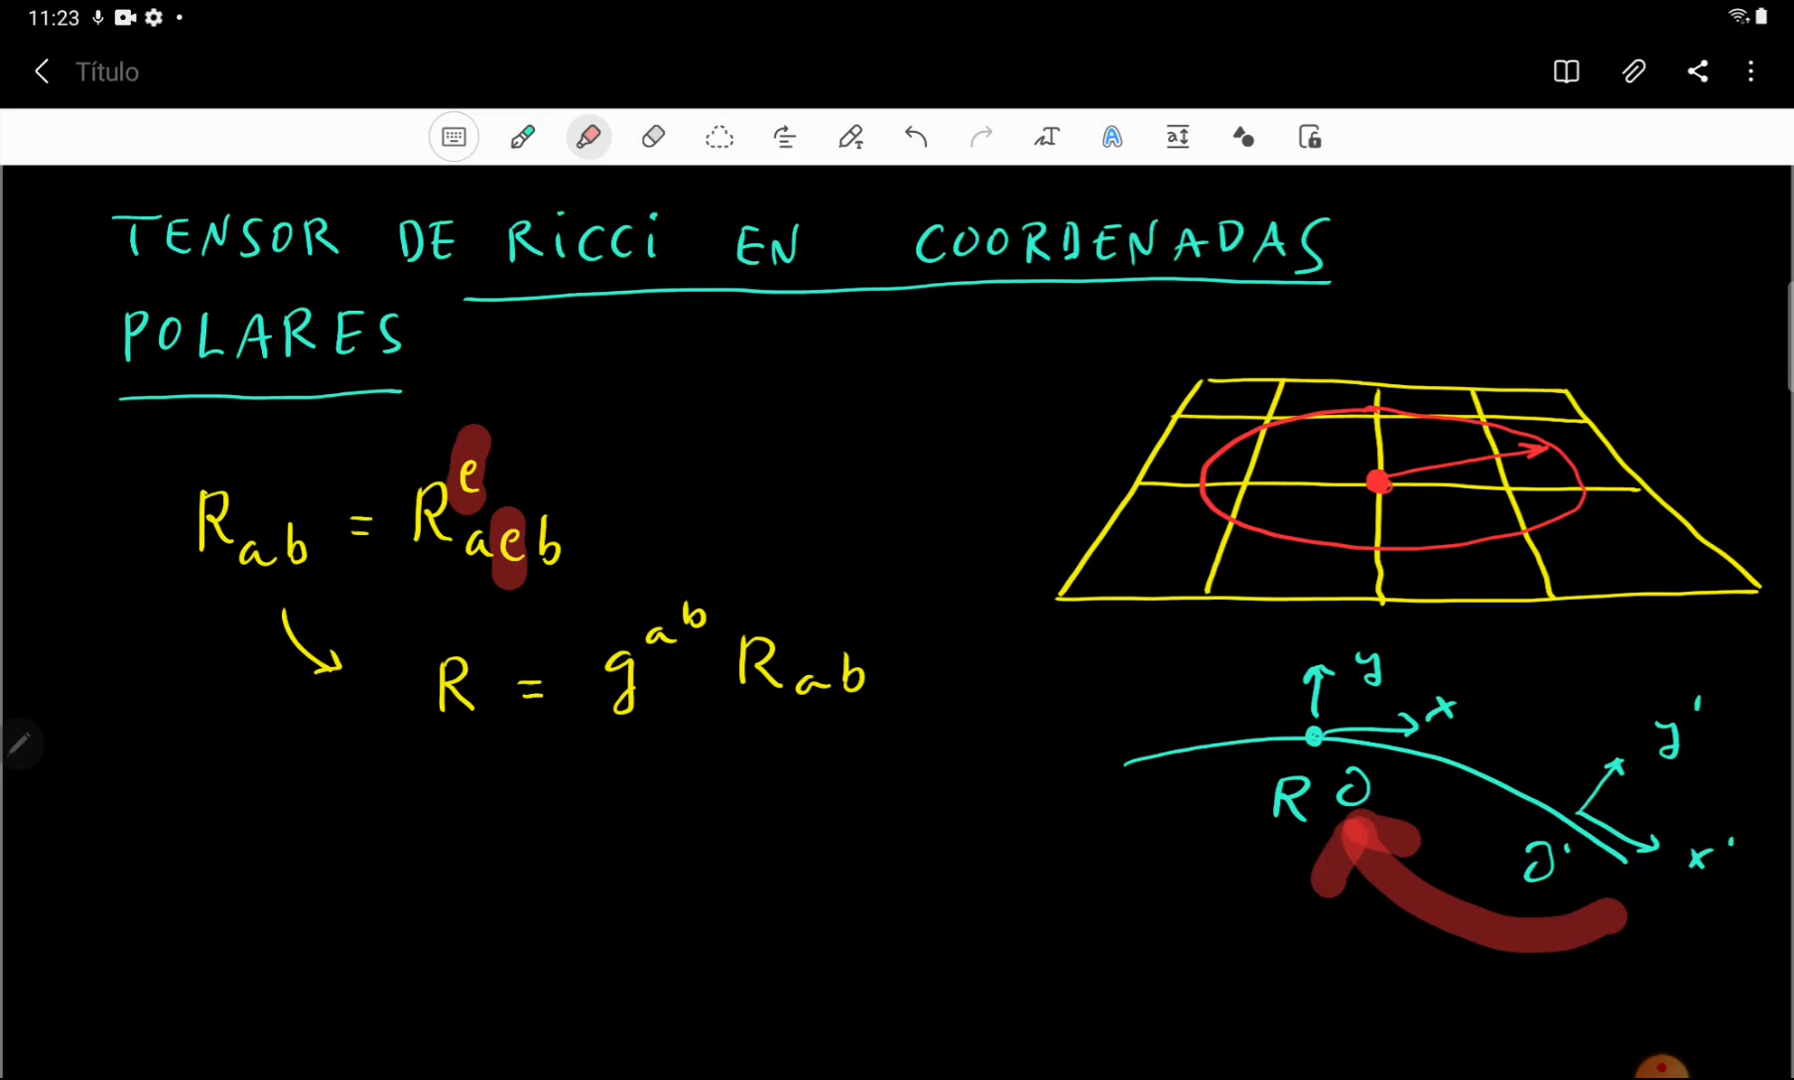 11:23
Título
TENSOR DE RiCCi EN COORDENADAS
POLARES
R_ab = R^e_aeb
R = g^ab R_ab
y
x
R O
y'
x'
O'